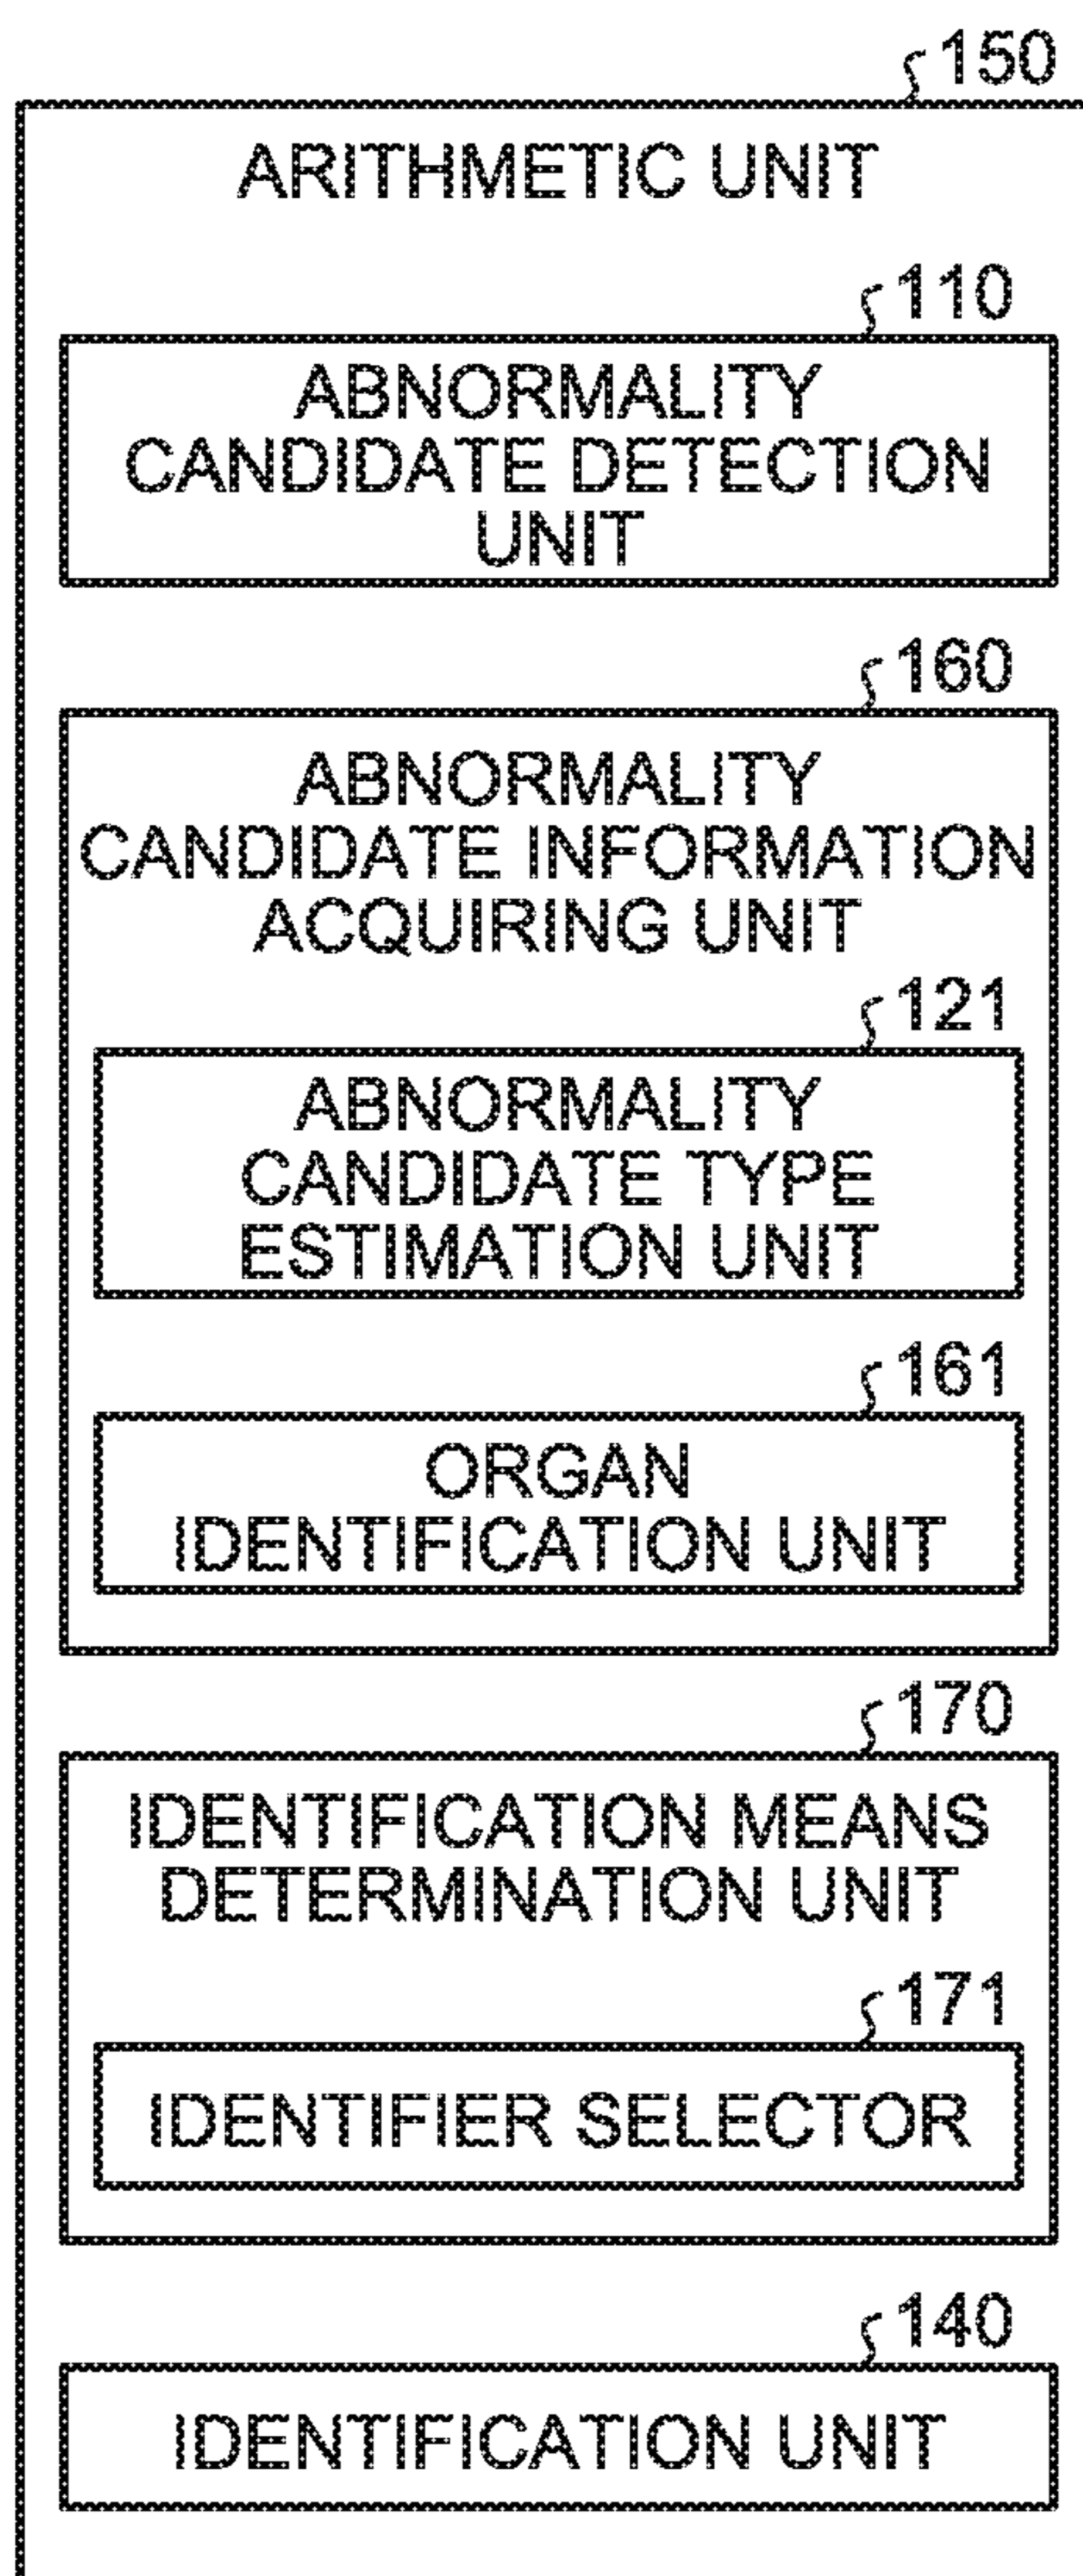 150
ARITHMETIC UNIT
110
ABNORMALITY
CANDIDATE DETECTION
UNIT
160
ABNORMALITY
CANDIDATE INFORMATION
ACQUIRING UNIT
121
ABNORMALITY
CANDIDATE TYPE
ESTIMATION UNIT
161
ORGAN
IDENTIFICATION UNIT
170
IDENTIFICATION MEANS
DETERMINATION UNIT
171
IDENTIFIER SELECTOR
140
IDENTIFICATION UNIT